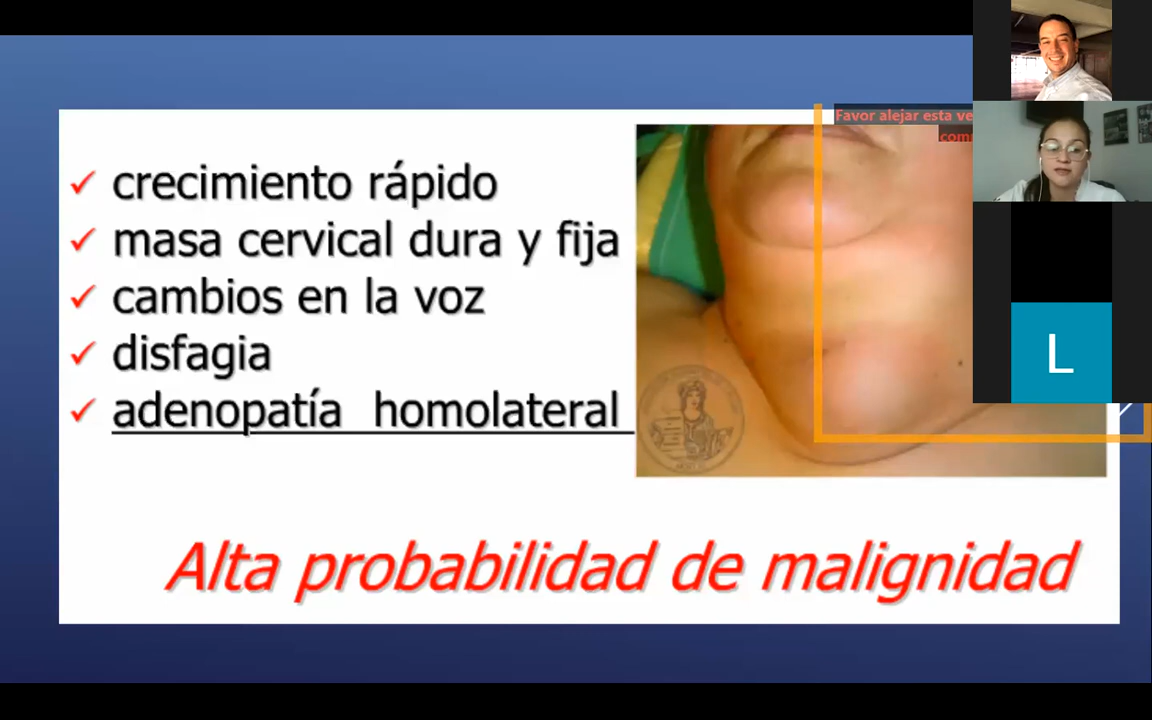 crecimiento rápido
masa cervical dura y fija
cambios en la voz
disfagia
adenopatía homolateral
Favor alejar esta
L
Alta probabilidad de malignidad